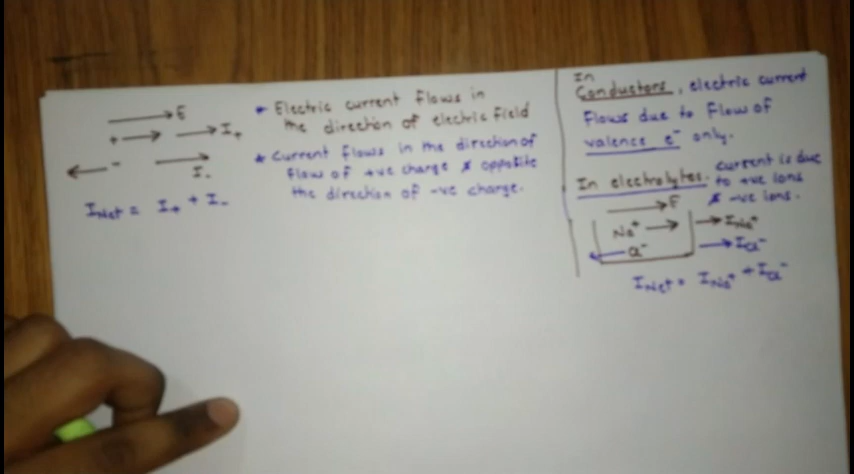 E
+ I+
- I-
INet = I+ + I-
* Electric current flows in
the direction of electric field
* Current flows in the direction of
flow of +ve charge & opposite
the direction of -ve charge.
In
Conductors, electric current
flows due to flow of
valence e- only.
In electrolytes, current is due
to +ve ions
& -ve ions.
E
Na+ INa+
Cl- ICl-
INet = INa+ + ICl-